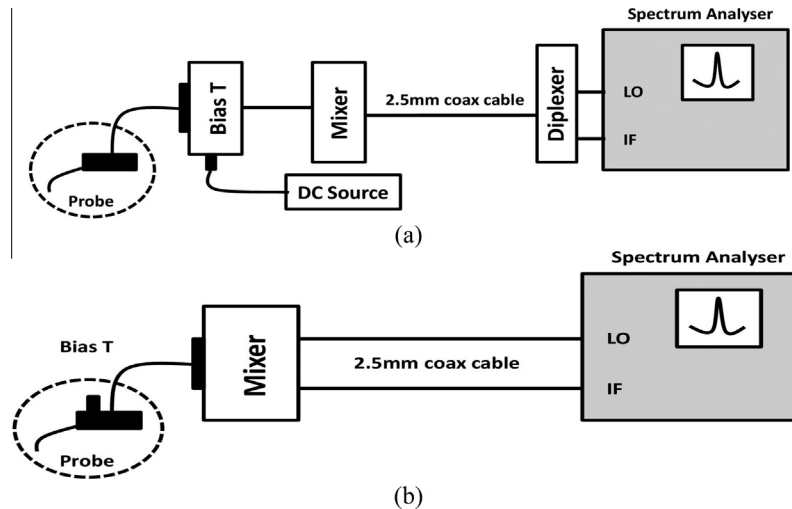 Spectrum Analyser
Bias T
Mixer
2.5mm coax cable
Diplexer
LO
IF
Probe
DC Source
(a)
Spectrum Analyser
Bias T
Mixer
2.5mm coax cable
LO
IF
Probe
(b)